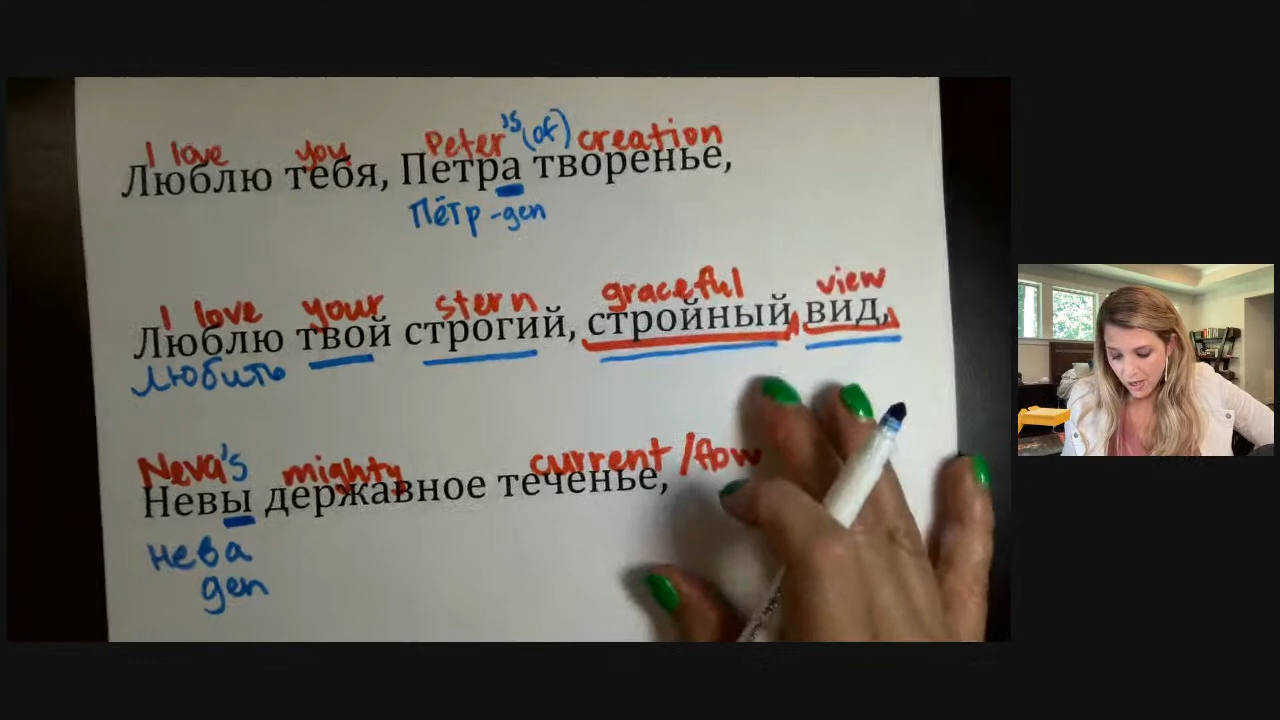 I love you Peter's (of) creation
Люблю тебя, Петра творенье,
Пётр -gen
I love your stern graceful view
Люблю твой строгий, стройный вид,
любить
Neva's mighty current/flow
Невы державное теченье,
Нева
gen